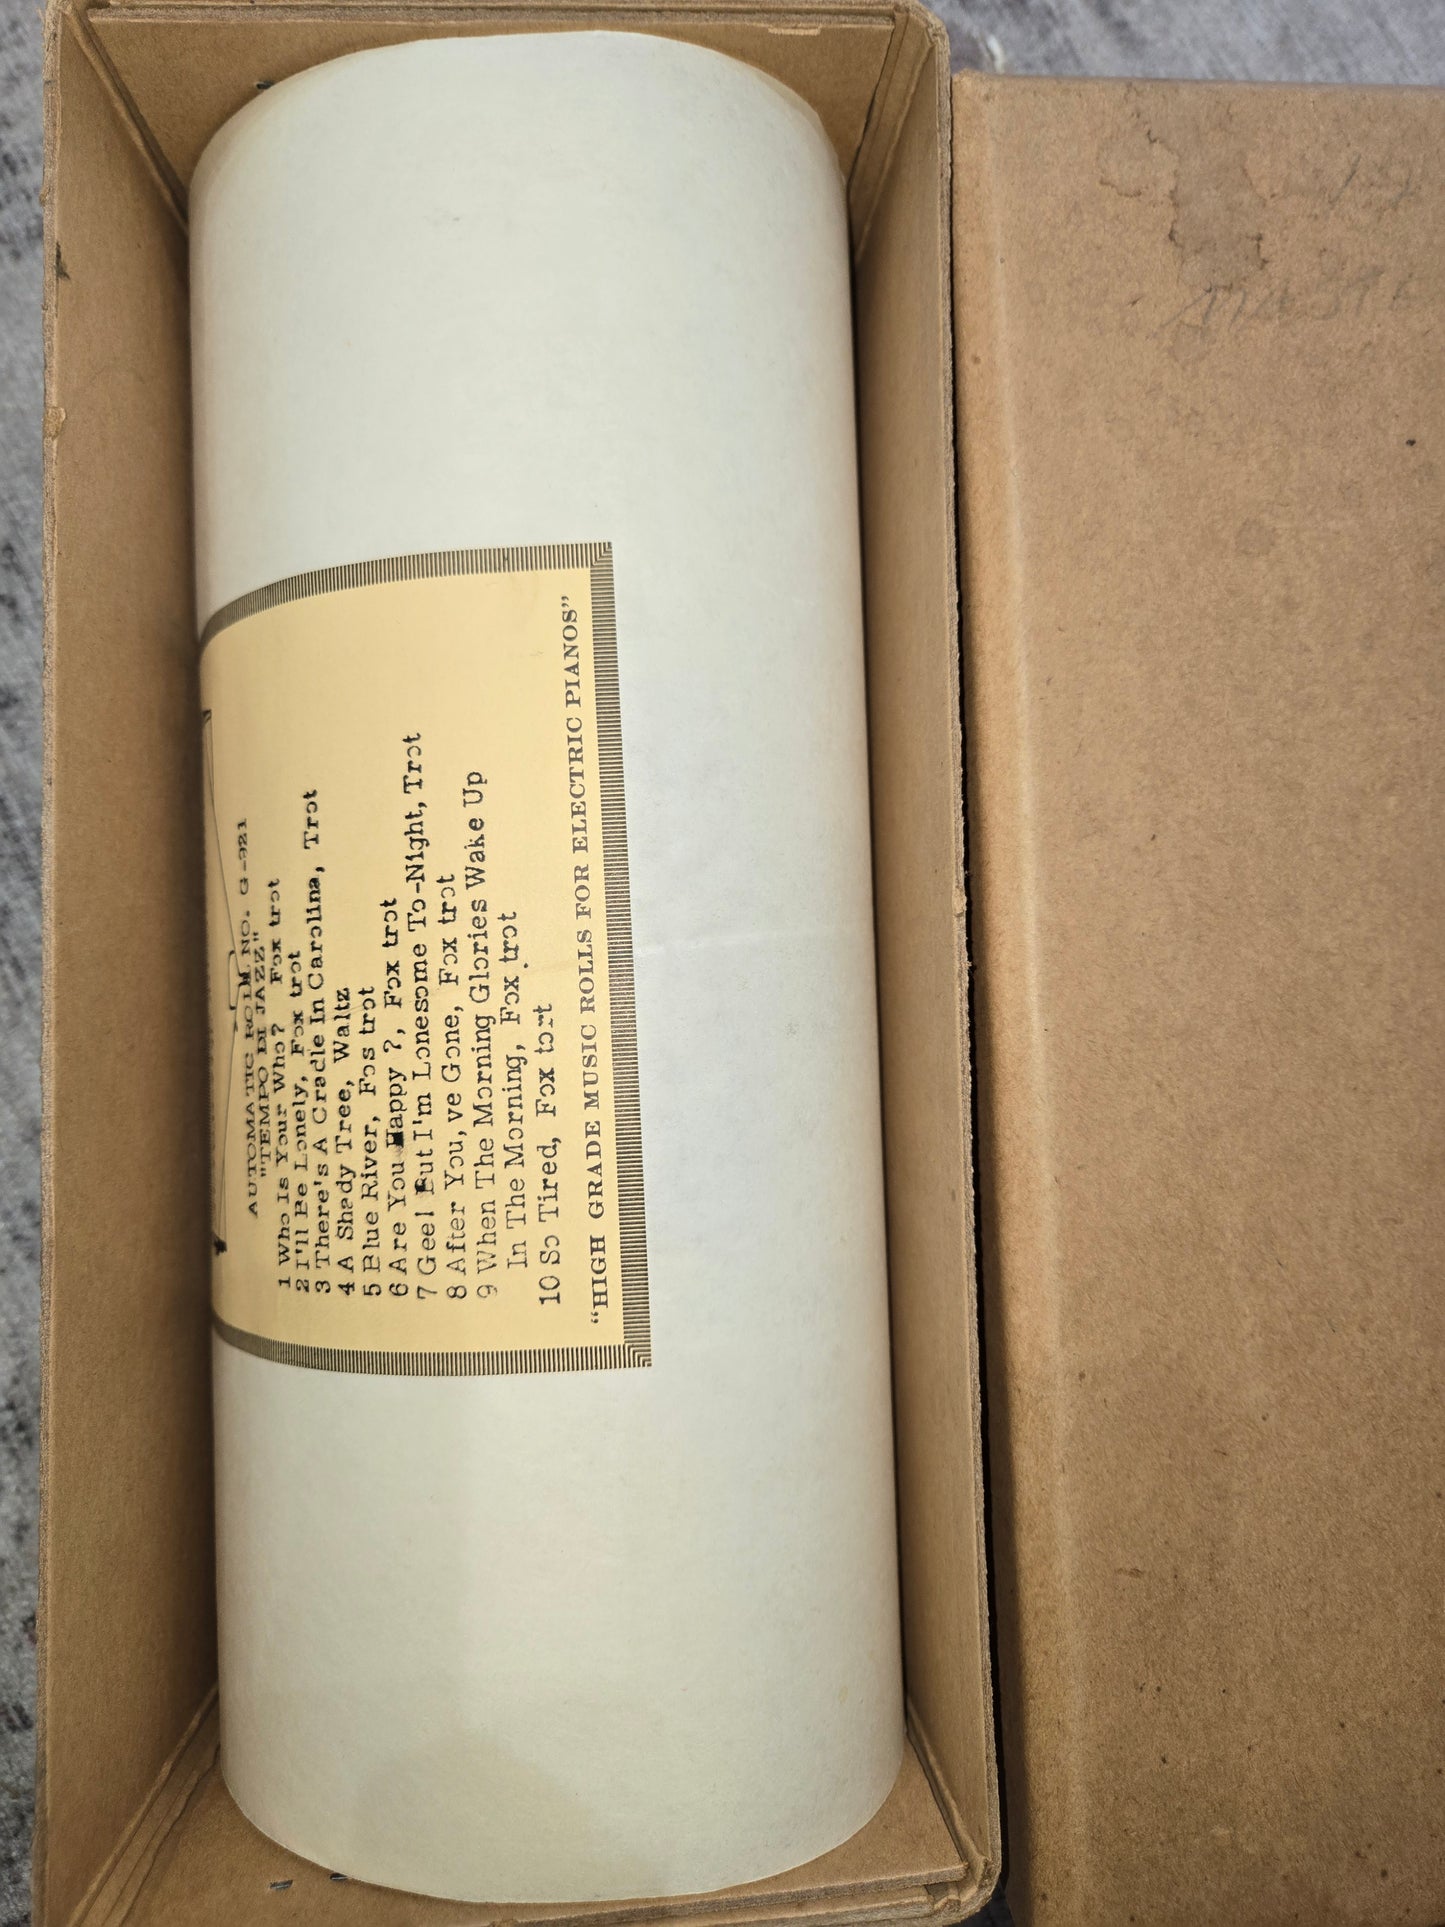 AUTOMATIC ROLL NO. G-921
"TEMPO DI JAZZ"
1 Who Is Your Who? Fox trot
2 I'll Be Lonely, Fox trot
3 There's A Cradle In Carolina, Trot
4 A Shady Tree, Waltz
5 Blue River, Fos trot
6 Are You Happy ?, Fox trot
7 Gee! But I'm Lonesome To-Night, Trot
8 After You,ve Gone, Fox trot
9 When The Morning Glories Wake Up
In The Morning, Fox trot
10 So Tired, Fox tort
"HIGH GRADE MUSIC ROLLS FOR ELECTRIC PIANOS"